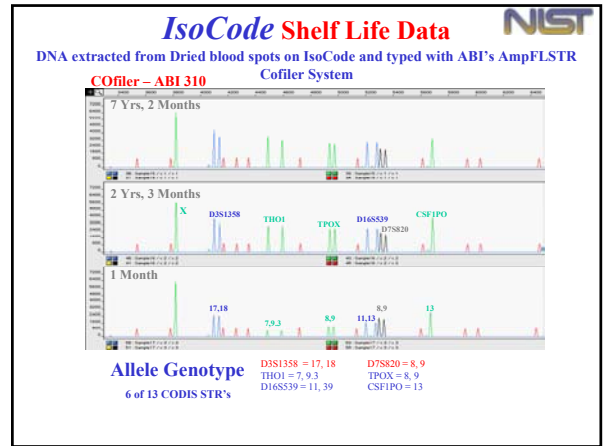 IsoCode Shelf Life Data
NIST
DNA extracted from Dried blood spots on IsoCode and typed with ABI's AmpFLSTR
Cofiler System
COfiler – ABI 310
7 Yrs, 2 Months
2 Yrs, 3 Months
X
D3S1358
THO1
TPOX
D16S539
D7S820
CSF1PO
1 Month
17,18
7,9.3
8,9
11,13
8,9
13
Allele Genotype
6 of 13 CODIS STR's
D3S1358 = 17, 18
THO1 = 7, 9.3
D16S539 = 11, 39
D7S820 = 8, 9
TPOX = 8, 9
CSF1PO = 13